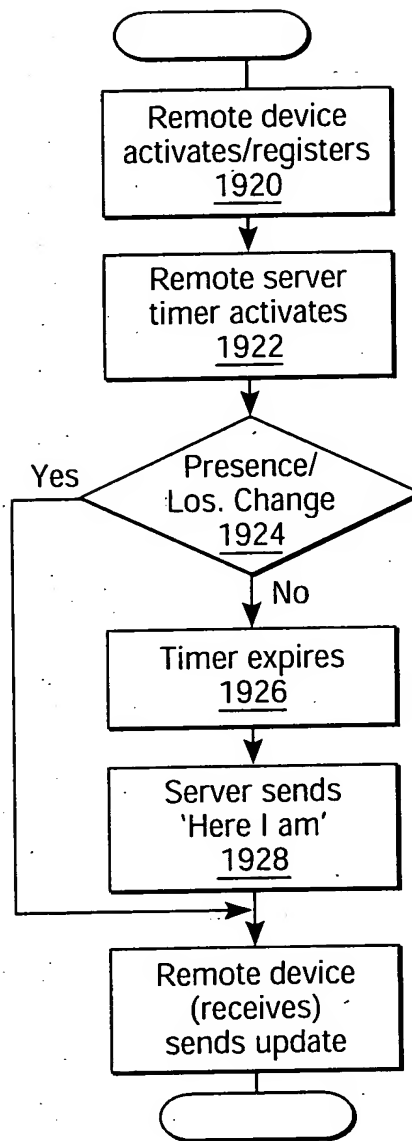 Remote device
activates/registers
1920
Remote server
timer activates
1922
Yes
Presence/
Los. Change
1924
No
Timer expires
1926
Server sends
'Here I am'
1928
Remote device
(receives)
sends update